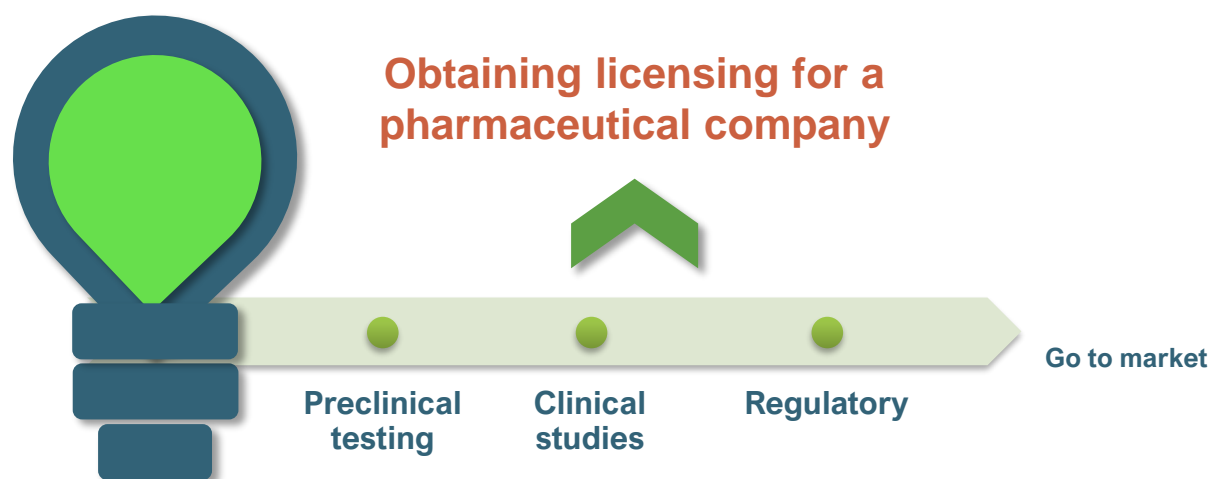 Obtaining licensing for a
pharmaceutical company
Go to market
Preclinical
testing
Clinical
studies
Regulatory